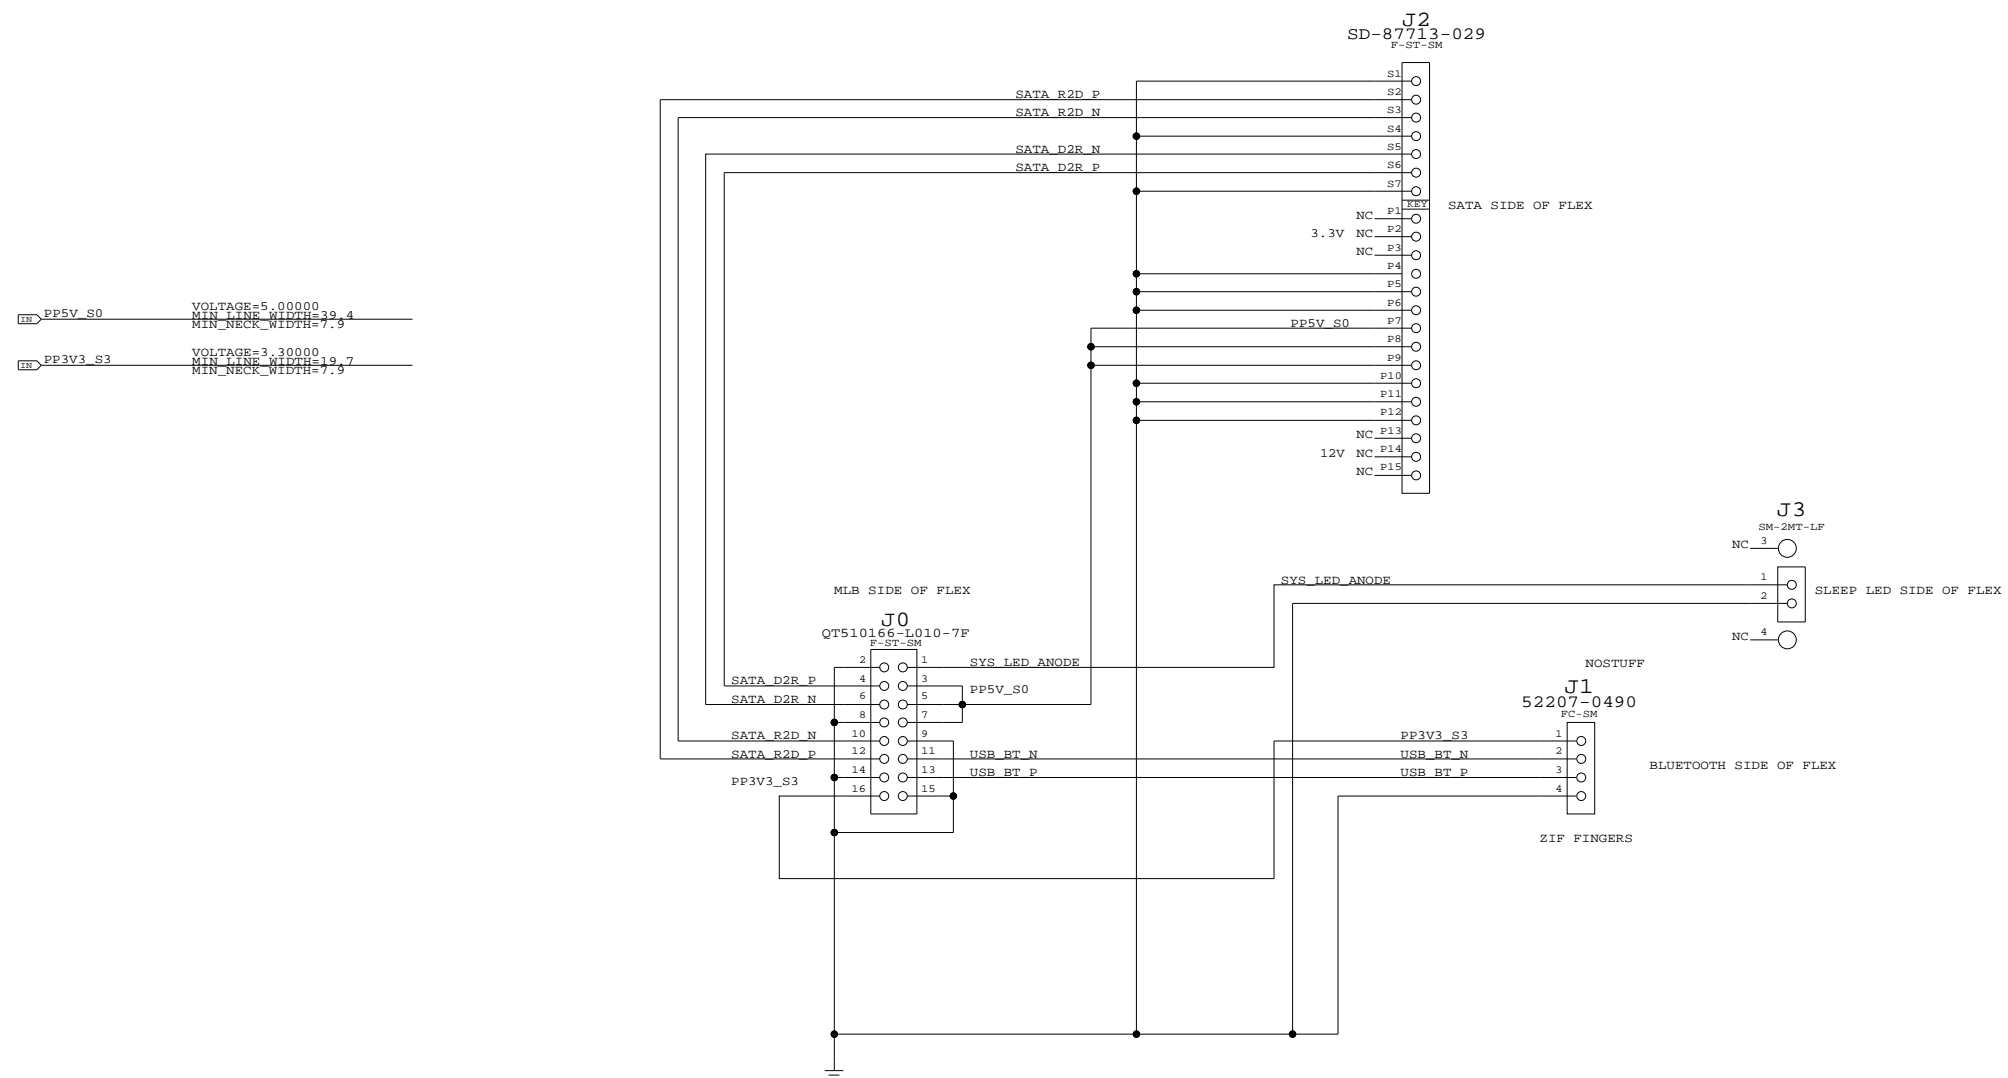 J2
SD-87713-029
F-ST-SM
S1
SATA_R2D_P S2
SATA_R2D_N S3
S4
SATA_D2R_N S5
SATA_D2R_P S6
S7
KEY SATA SIDE OF FLEX
NC P1
3.3V NC P2
NC P3
P4
P5
P6
PP5V_S0 P7
P8
P9
P10
P11
P12
NC P13
12V NC P14
NC P15
IN PP5V_S0 VOLTAGE=5.00000
MIN_LINE_WIDTH=39.4
MIN_NECK_WIDTH=7.9
IN PP3V3_S3 VOLTAGE=3.30000
MIN_LINE_WIDTH=19.7
MIN_NECK_WIDTH=7.9
J3
SM-2MT-LF
NC 3
SYS_LED_ANODE 1
2 SLEEP LED SIDE OF FLEX
NC 4
MLB SIDE OF FLEX
J0
QT510166-L010-7F
F-ST-SM
2 1 SYS_LED_ANODE
SATA_D2R_P 4 3
PP5V_S0
SATA_D2R_N 6 5
8 7
SATA_R2D_N 10 9
SATA_R2D_P 12 11 USB_BT_N
14 13 USB_BT_P
PP3V3_S3
16 15
NOSTUFF
J1
52207-0490
FC-SM
PP3V3_S3 1
USB_BT_N 2
USB_BT_P 3
BLUETOOTH SIDE OF FLEX
4
ZIF FINGERS